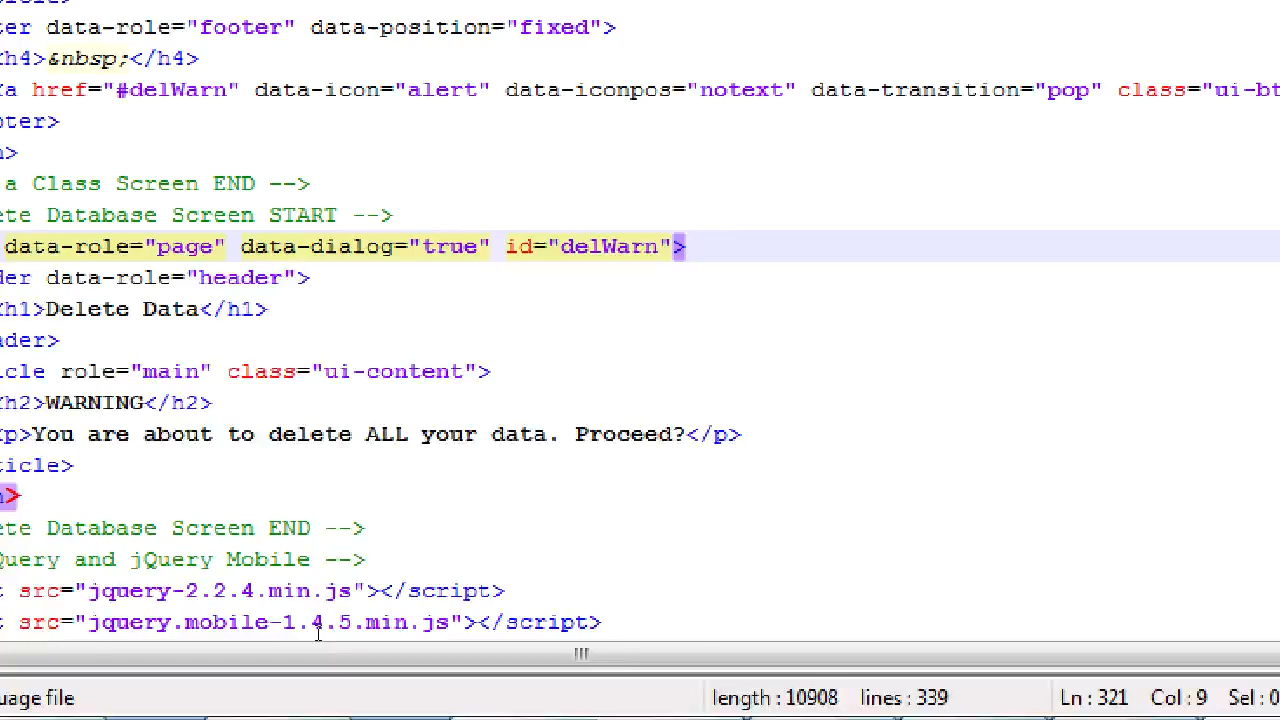 ter data-role="footer" data-position="fixed">
h4>&nbsp;</h4>
a href="#delWarn" data-icon="alert" data-iconpos="notext" data-transition="pop" class="ui-bt
oter>
n>
a Class Screen END -->
ete Database Screen START -->
data-role="page" data-dialog="true" id="delWarn">
der data-role="header">
h1>Delete Data</h1>
ader>
icle role="main" class="ui-content">
h2>WARNING</h2>
p>You are about to delete ALL your data. Proceed?</p>
ticle>
n>
ete Database Screen END -->
Query and jQuery Mobile -->
t src="jquery-2.2.4.min.js"></script>
t src="jquery.mobile-1.4.5.min.js"></script>
uage file length : 10908 lines : 339 Ln : 321 Col : 9 Sel : 0